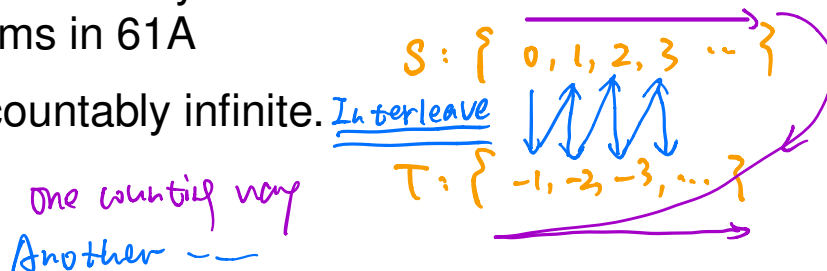 ms in 61A
S: { 0, 1, 2, 3 ... }
countably infinite. Interleave
T: { -1, -2, -3, ... }
one counting way
Another ---